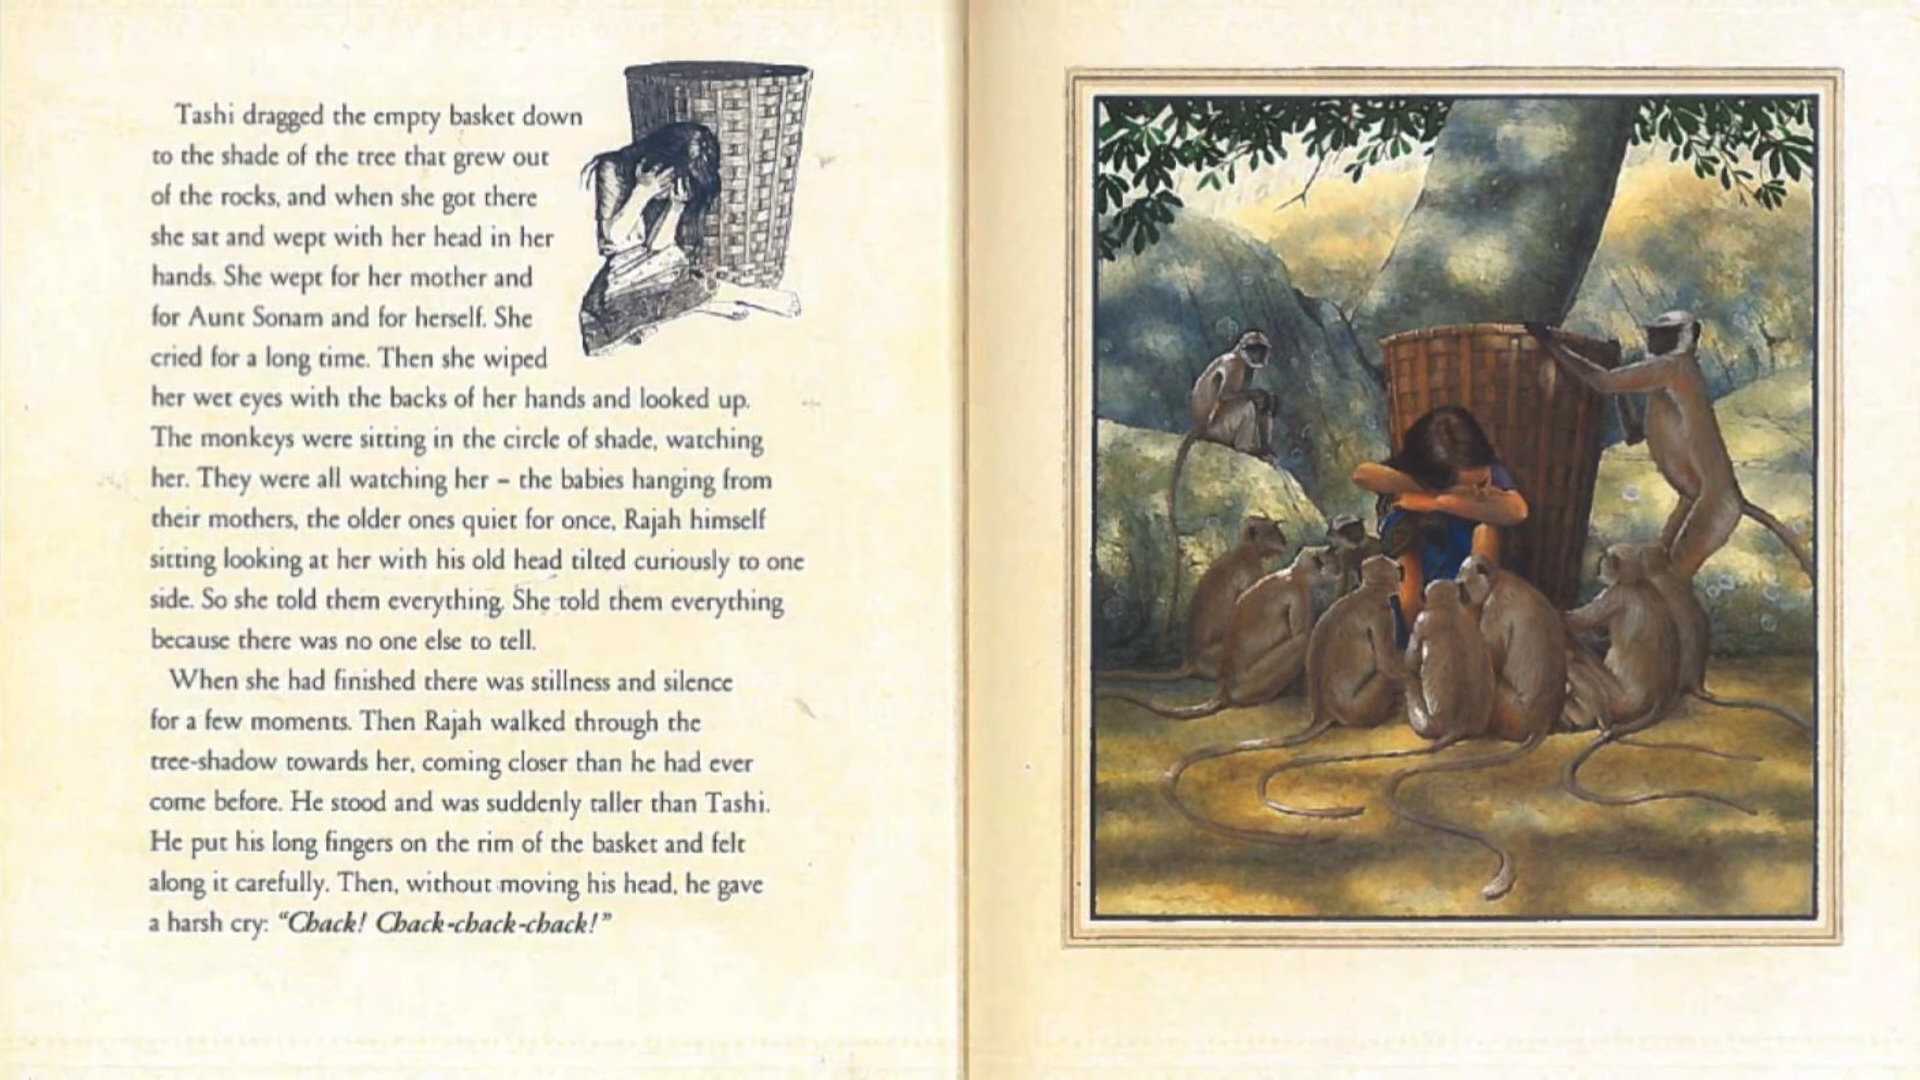 Tashi dragged the empty basket down
to the shade of the tree that grew out
of the rocks, and when she got there
she sat and wept with her head in her
hands. She wept for her mother and
for Aunt Sonam and for herself. She
cried for a long time. Then she wiped
her wet eyes with the backs of her hands and looked up.
The monkeys were sitting in the circle of shade, watching
her. They were all watching her – the babies hanging from
their mothers, the older ones quiet for once, Rajah himself
sitting looking at her with his old head tilted curiously to one
side. So she told them everything. She told them everything
because there was no one else to tell.
When she had finished there was stillness and silence
for a few moments. Then Rajah walked through the
tree-shadow towards her, coming closer than he had ever
come before. He stood and was suddenly taller than Tashi.
He put his long fingers on the rim of the basket and felt
along it carefully. Then, without moving his head, he gave
a harsh cry: “Chack! Chack-chack-chack!”